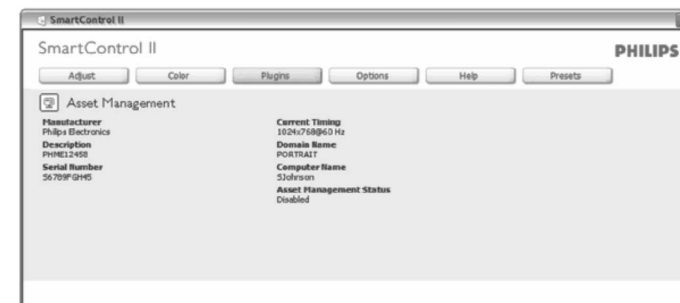 SmartControl II
SmartControl II
PHILIPS
Adjust Color Plugins Options Help Presets
Asset Management
Manufacturer
Philips Electronics
Description
PHME12458
Serial Number
56789FGH45
Current Timing
1024x768@60 Hz
Domain Name
PORTRAIT
Computer Name
SJohnson
Asset Management Status
Disabled